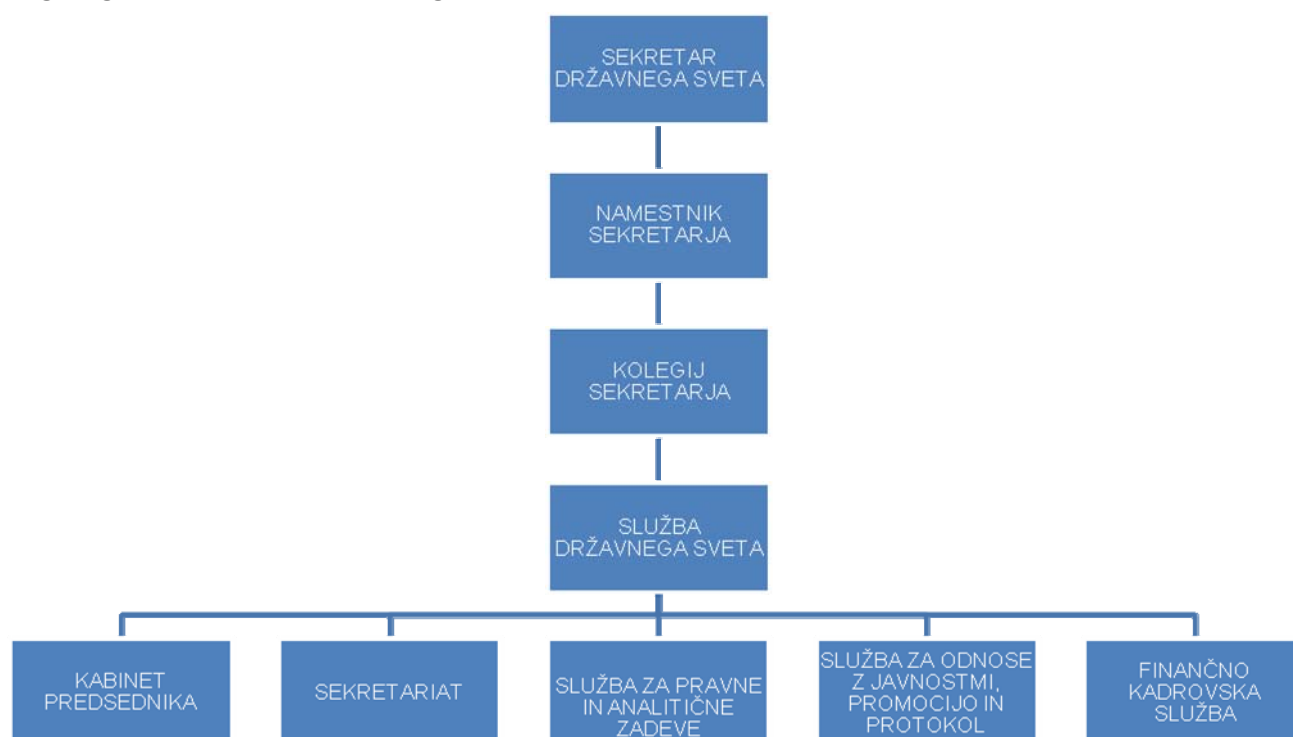 SEKRETAR
DRŽAVNEGA SVETA
NAMESTNIK
SEKRETARJA
KOLEGIJ
SEKRETARJA
SLUŽBA
DRŽAVNEGA SVETA
KABINET
PREDSEDNIKA
SEKRETARIAT
SLUŽBA ZA PRAVNE
IN ANALITIČNE
ZADEVE
SLUŽBA ZA ODNOSE
Z JAVNOSTMI,
PROMOCIJO IN
PROTOKOL
FINANČNO
KADROVSKA
SLUŽBA